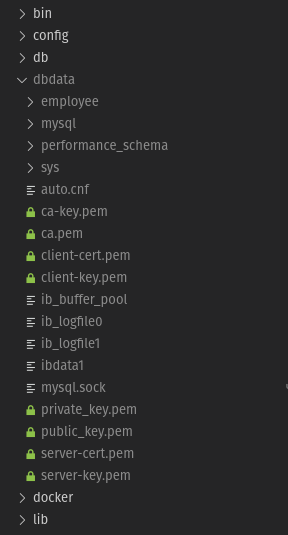 bin
config
db
dbdata
employee
mysql
performance_schema
sys
auto.cnf
ca-key.pem
ca.pem
client-cert.pem
client-key.pem
ib_buffer_pool
ib_logfile0
ib_logfile1
ibdata1
mysql.sock
private_key.pem
public_key.pem
server-cert.pem
server-key.pem
docker
lib